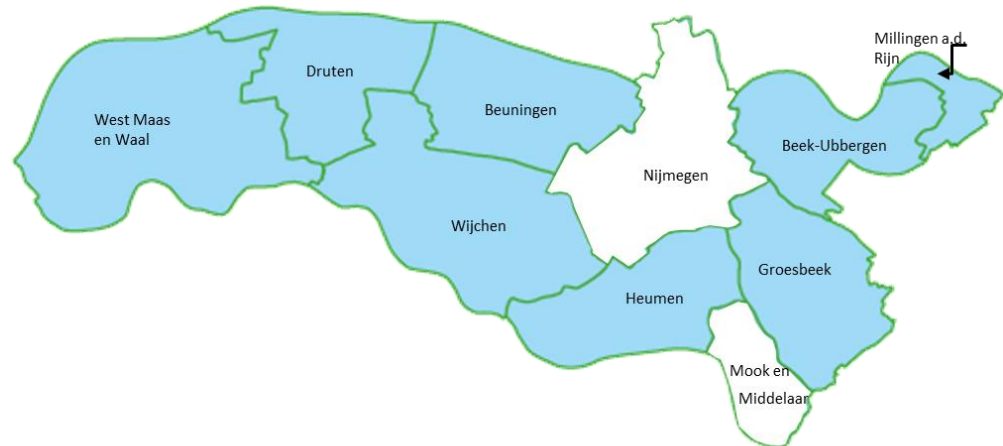 Millingen a.d.
Rijn
Druten
Beuningen
West Maas
en Waal
Beek-Ubbergen
Nijmegen
Wijchen
Groesbeek
Heumen
Mook en
Middelaar